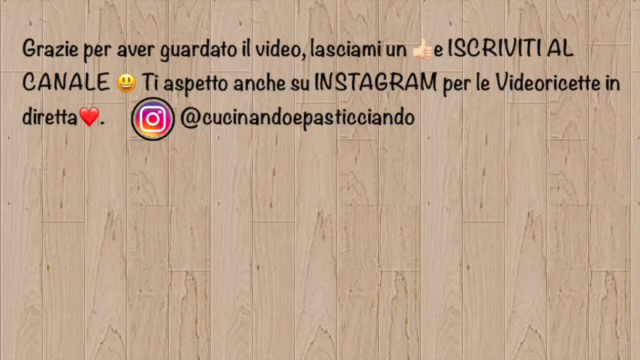 Grazie per aver guardato il video, lasciami un 👍🏻e ISCRIVITI AL
CANALE 😃 Ti aspetto anche su INSTAGRAM per le Videoricette in
diretta❤️. @cucinandoepasticciando